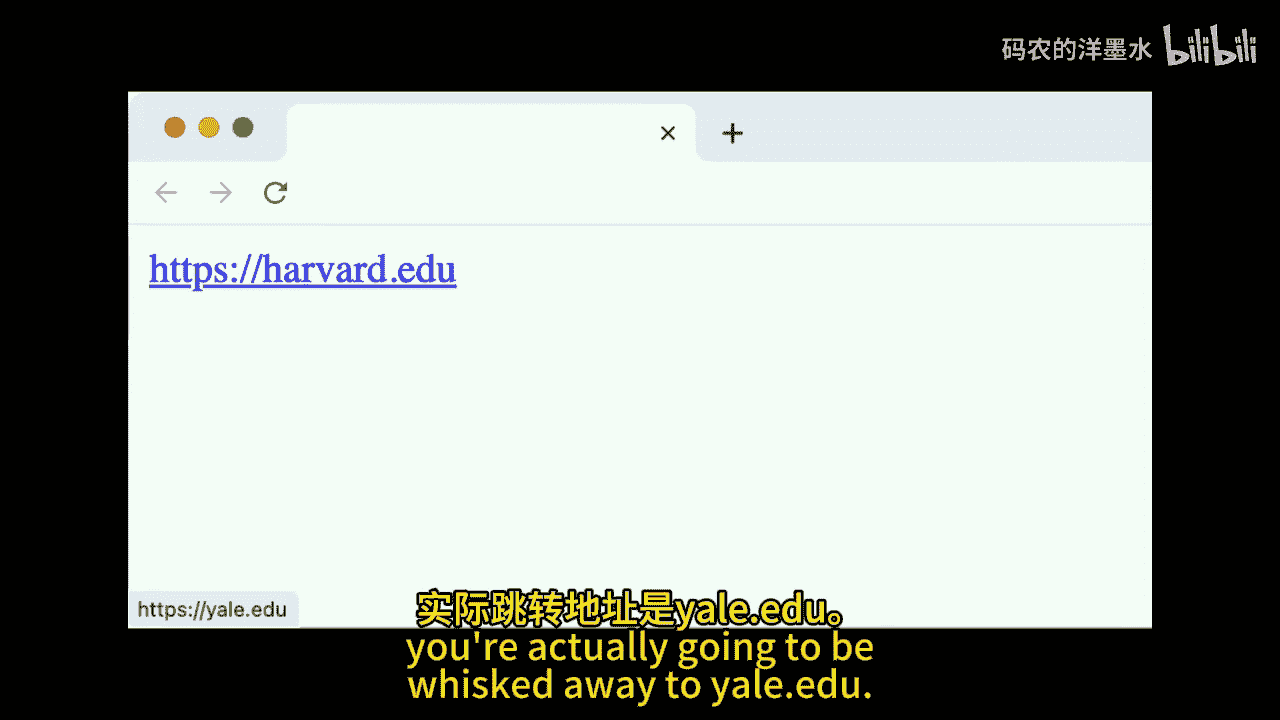 码农的洋墨水 bilibili
https://harvard.edu
https://yale.edu
实际跳转地址是yale.edu。
you're actually going to be
whisked away to yale.edu.